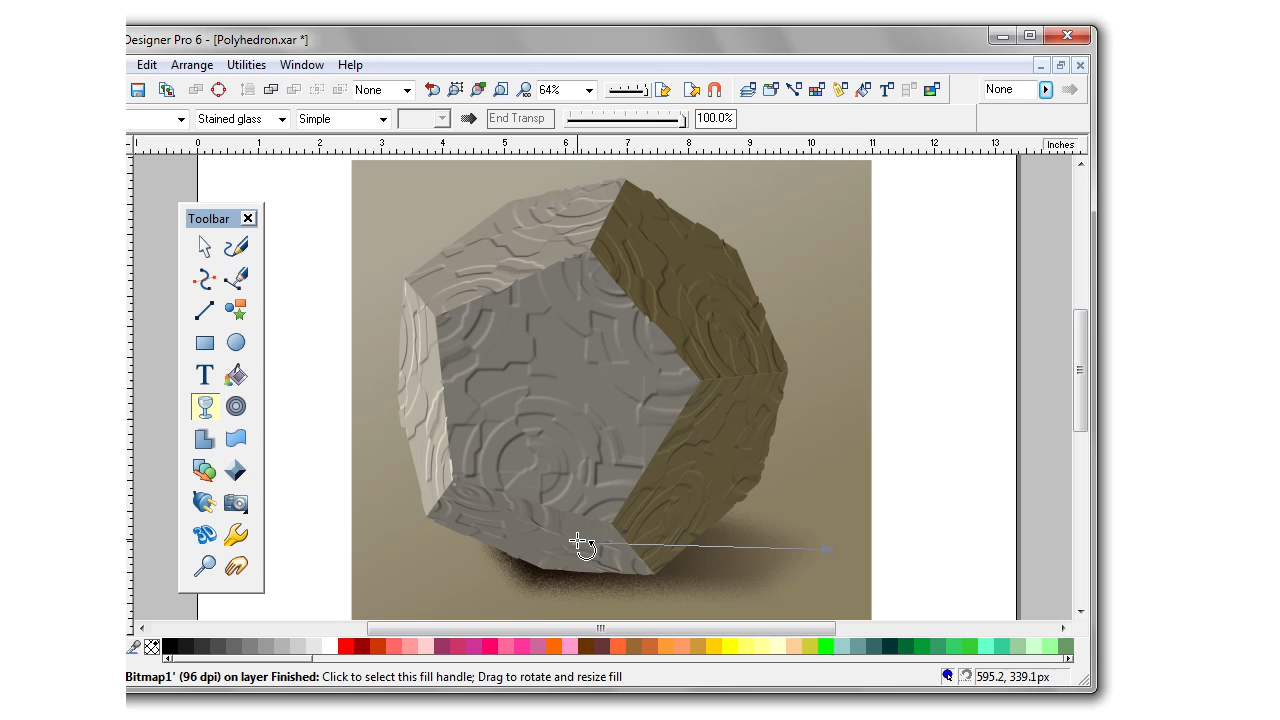 Designer Pro 6 - [Polyhedron.xar *]
Edit Arrange Utilities Window Help
None 64% None
Stained glass Simple End Transp 100.0%
0 1 2 3 4 5 6 7 8 9 10 11 12 13 Inches
Toolbar
Bitmap1' (96 dpi) on layer Finished: Click to select this fill handle; Drag to rotate and resize fill 595.2, 339.1px